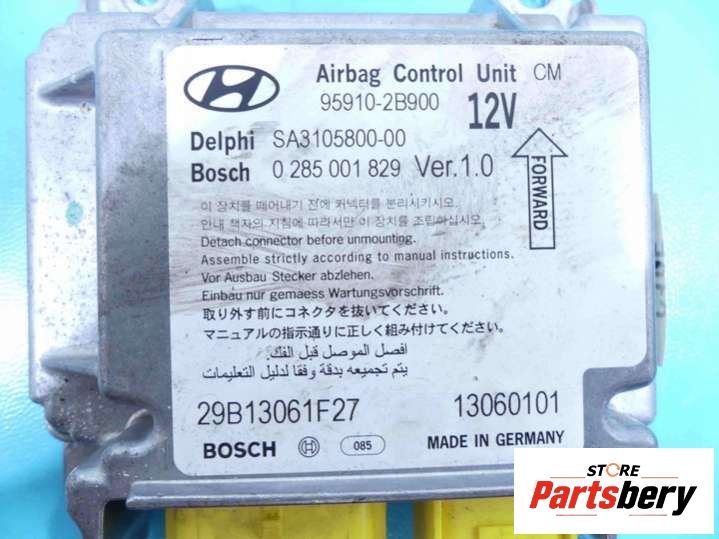 Airbag Control Unit CM
95910-2B900 12V
Delphi SA3105800-00
Bosch 0 285 001 829 Ver.1.0
FORWARD
이 장치를 떼어내기 전에 커넥터를 분리시키시오.
안내 책자의 지침에 따라서만 이 장치를 조립하십시오.
Detach connector before unmounting.
Assemble strictly according to manual instructions.
Vor Ausbau Stecker abziehen.
Einbau nur gemaess Wartungsvorschrift.
取り外す前にコネクタを抜いてください。
マニュアルの指示通りに正しく組み付けてください。
افصل الموصل قبل الفك.
يتم تجميعه بدقة وفقا لدليل التعليمات
29B13061F27 13060101
BOSCH 085 MADE IN GERMANY
STORE
Partsbery